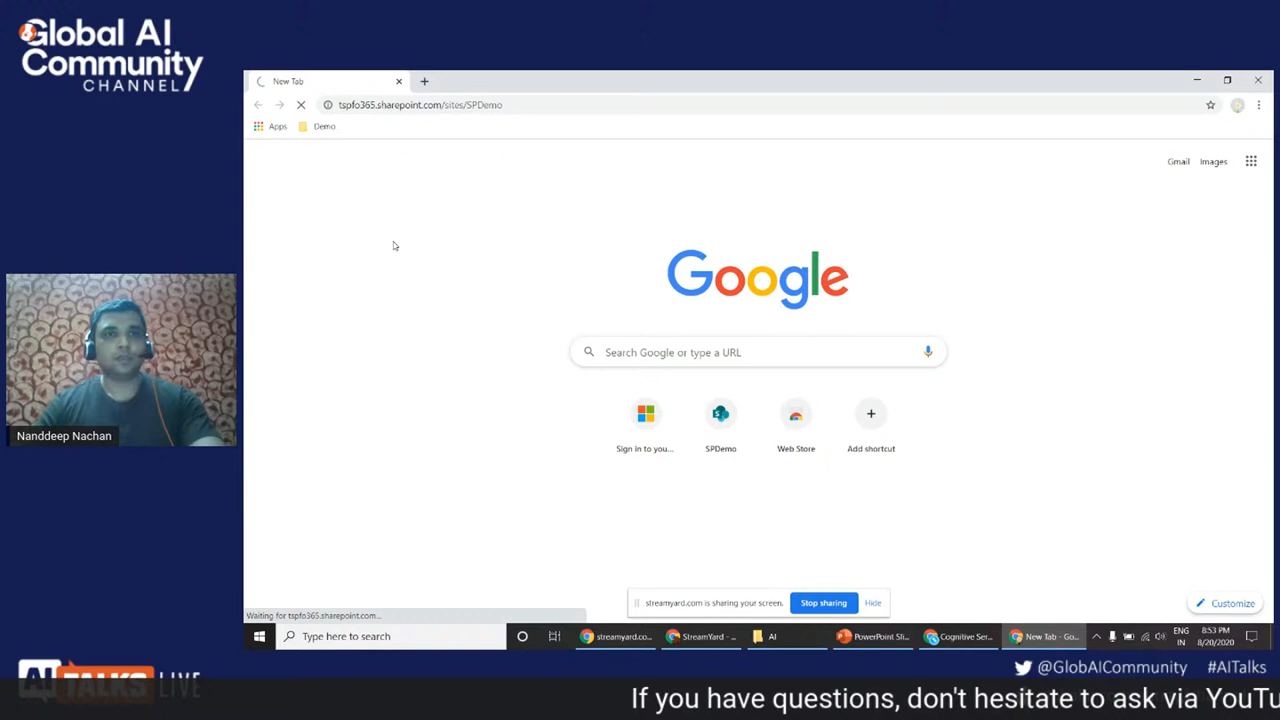 Global AI
Community
CHANNEL
New Tab
tspfo365.sharepoint.com/sites/SPDemo
Apps
Demo
Gmail
Images
Google
Search Google or type a URL
Sign in to you...
SPDemo
Web Store
Add shortcut
Nanddeep Nachan
streamyard.com is sharing your screen.
Stop sharing
Hide
Customize
Waiting for tspfo365.sharepoint.com...
Type here to search
streamyard.co...
StreamYard - ...
AI
PowerPoint Sli...
Cognitive Ser...
New Tab - Go...
ENG
IN
8:53 PM
8/20/2020
AI TALKS LIVE
@GlobAICommunity
#AITalks
If you have questions, don't hesitate to ask via YouTu